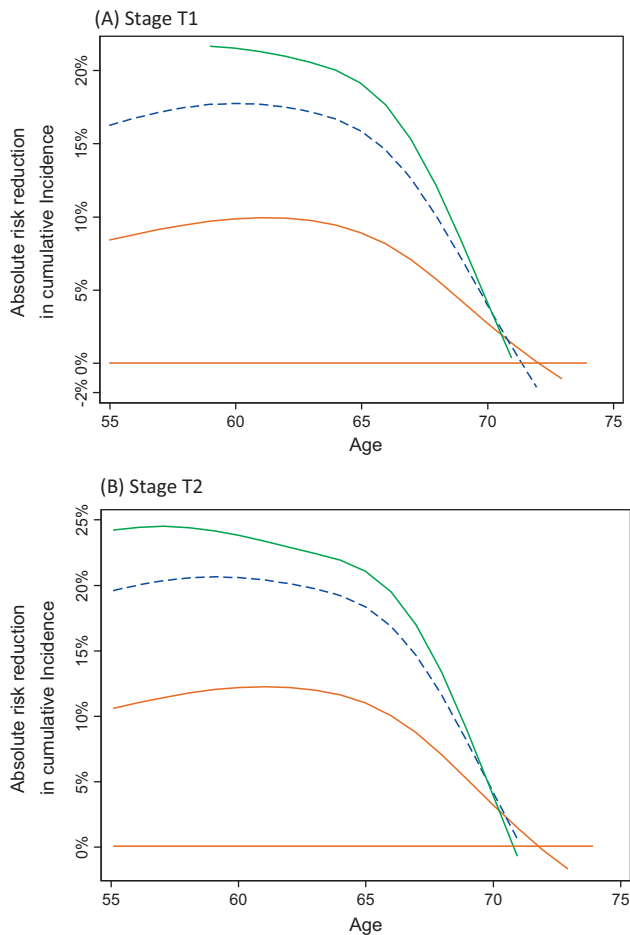 (A) Stage T1
Absolute risk reduction
in cumulative Incidence
20%
15%
10%
5%
0%
-2%
55
60
65
70
75
Age
(B) Stage T2
Absolute risk reduction
in cumulative Incidence
25%
20%
15%
10%
5%
0%
55
60
65
70
75
Age